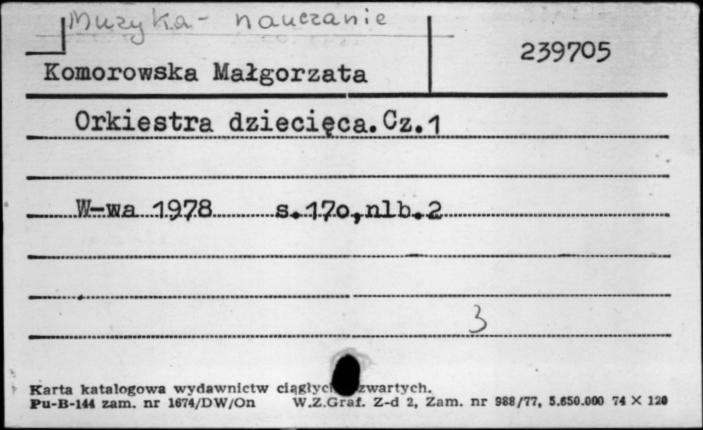 Muzyka - nauczanie
239705
Komorowska Małgorzata
Orkiestra dziecięca. Cz. 1
W-wa 1978 s. 17o, nlb. 2
3
Karta katalogowa wydawnictw ciągłych zwartych.
Pu-B-144 zam. nr 1674/DW/On W.Z.Graf. Z-d 2, Zam. nr 988/77, 5.650.000 74 X 120